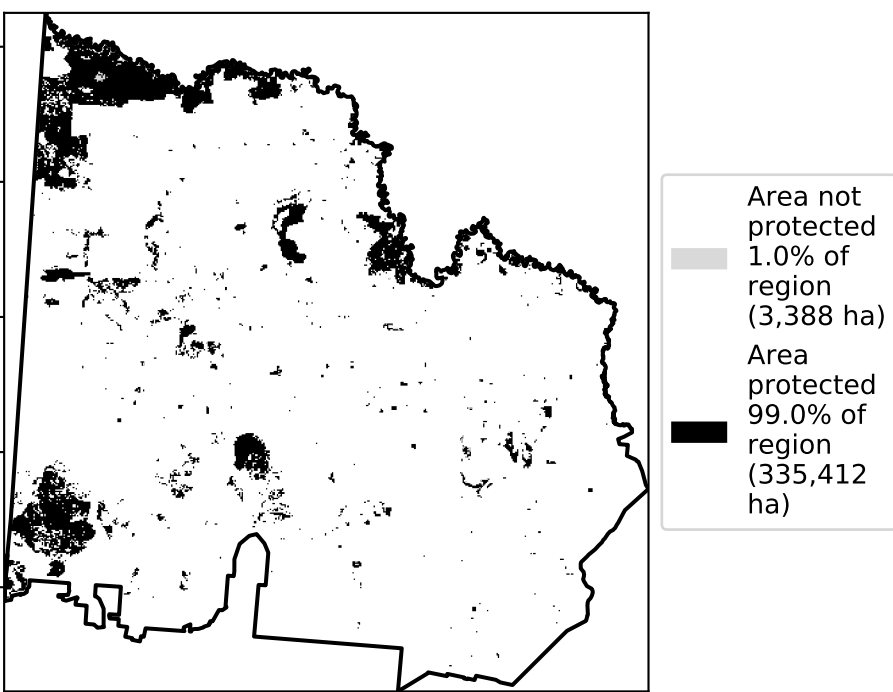 Area not
protected
1.0% of
region
(3,388 ha)
Area
protected
99.0% of
region
(335,412
ha)